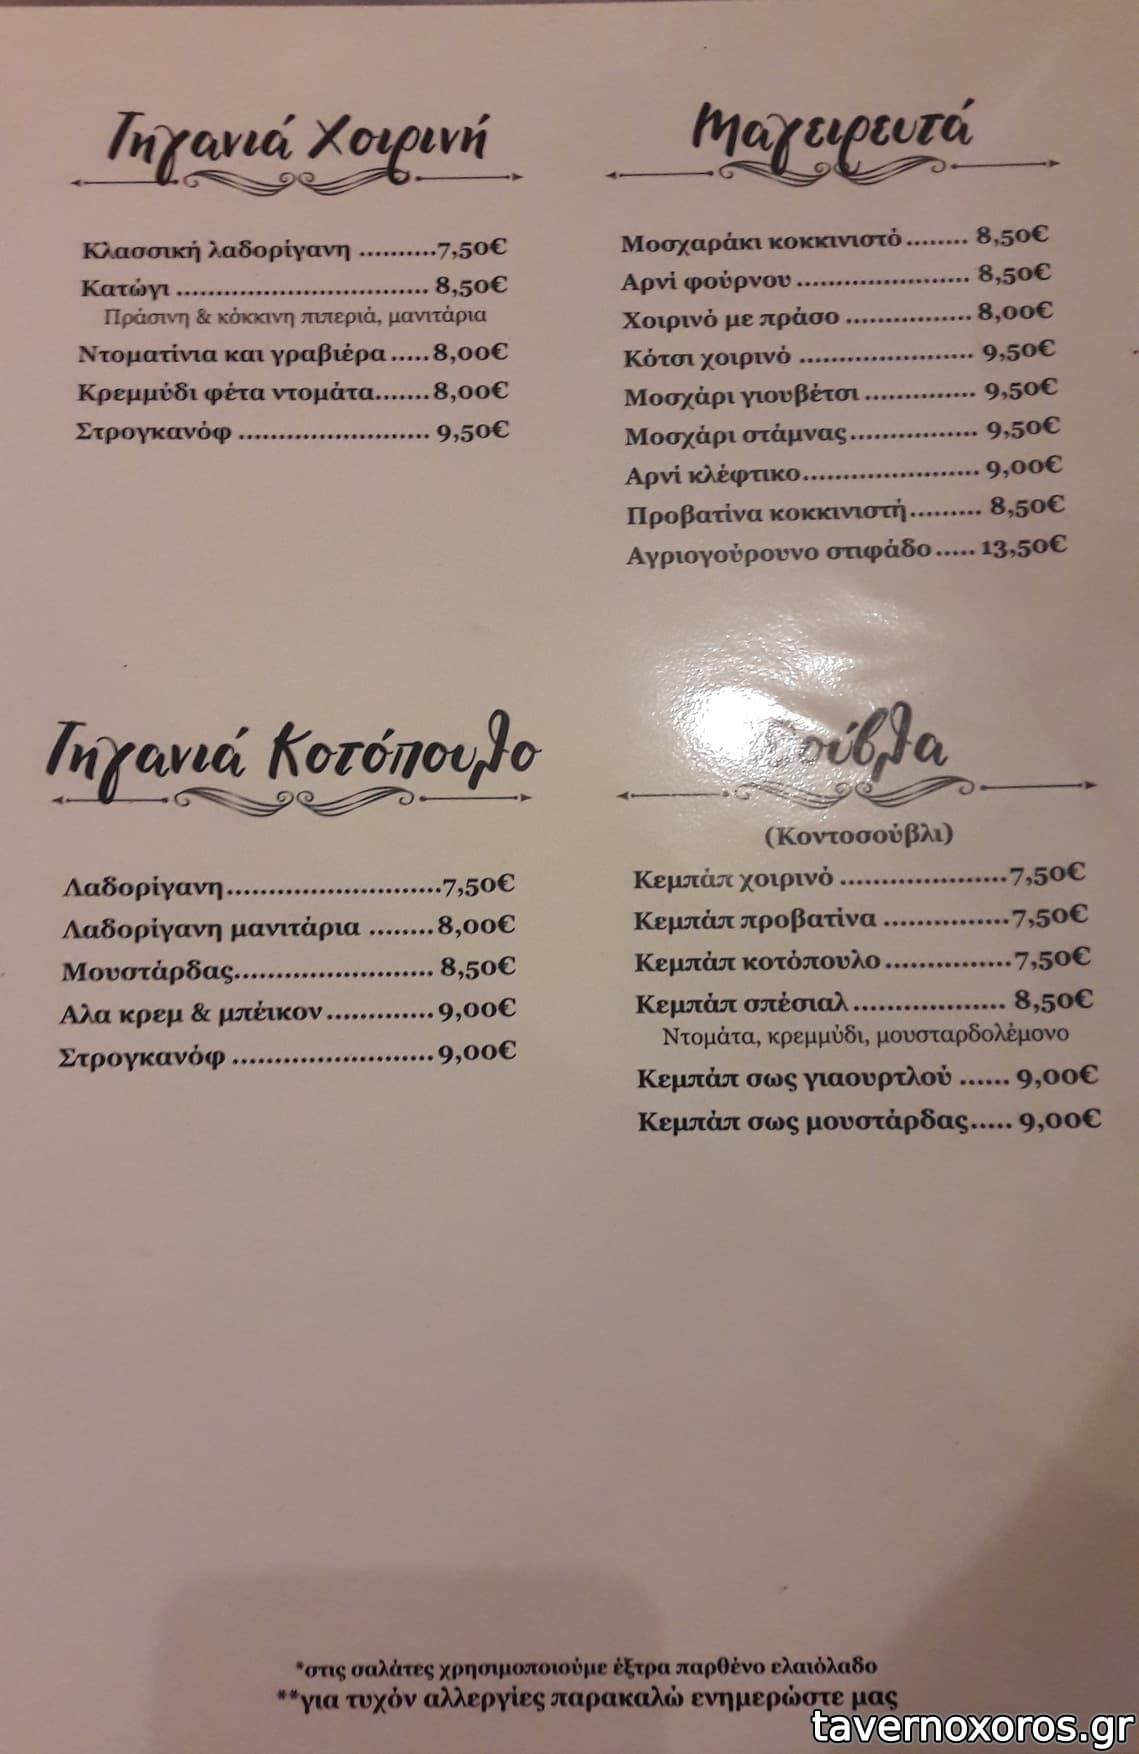 Τηγανιά Χοιρινή
Κλασσική λαδορίγανη ..........7,50€
Κατώγι ................................ 8,50€
Πράσινη & κόκκινη πιπεριά, μανιτάρια
Ντοματίνια και γραβιέρα.....8,00€
Κρεμμύδι φέτα ντομάτα.......8,00€
Στρογκανόφ ........................ 9,50€
Μαγειρευτά
Μοσχαράκι κοκκινιστό........ 8,50€
Αρνί φούρνου...................... 8,50€
Χοιρινό με πράσο ................ 8,00€
Κότσι χοιρινό ...................... 9,50€
Μοσχάρι γιουβέτσι .............. 9,50€
Μοσχάρι στάμνας................ 9,50€
Αρνί κλέφτικο...................... 9,00€
Προβατίνα κοκκινιστή......... 8,50€
Αγριογούρουνο στιφάδο..... 13,50€
Τηγανιά Κοτόπουλο
Λαδορίγανη..........................7,50€
Λαδορίγανη μανιτάρια ........8,00€
Μουστάρδας........................ 8,50€
Αλα κρεμ & μπέικον.............9,00€
Στρογκανόφ ........................9,00€
Σούβλα
(Κοντοσούβλι)
Κεμπάπ χοιρινό ....................7,50€
Κεμπάπ προβατίνα ...............7,50€
Κεμπάπ κοτόπουλο...............7,50€
Κεμπάπ σπέσιαλ................... 8,50€
Ντομάτα, κρεμμύδι, μουσταρδολέμονο
Κεμπάπ σως γιαουρτλού ...... 9,00€
Κεμπάπ σως μουστάρδας..... 9,00€
*στις σαλάτες χρησιμοποιούμε έξτρα παρθένο ελαιόλαδο
**για τυχόν αλλεργίες παρακαλώ ενημερώστε μας
tavernoxoros.gr